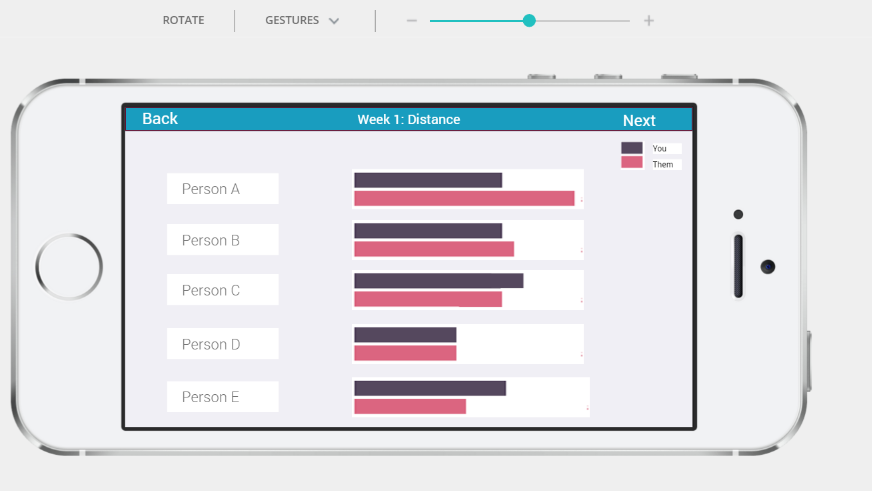 ROTATE GESTURES
Back Week 1: Distance Next
You
Them
Person A
Person B
Person C
Person D
Person E